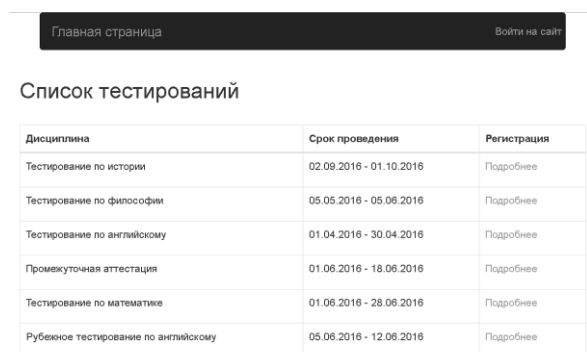 Главная страница Войти на сайт
Список тестирований
Дисциплина Срок проведения Регистрация
Тестирование по истории 02.09.2016 - 01.10.2016 Подробнее
Тестирование по философии 05.05.2016 - 05.06.2016 Подробнее
Тестирование по английскому 01.04.2016 - 30.04.2016 Подробнее
Промежуточная аттестация 01.06.2016 - 18.06.2016 Подробнее
Тестирование по математике 01.06.2016 - 28.06.2016 Подробнее
Рубежное тестирование по английскому 05.06.2016 - 12.06.2016 Подробнее